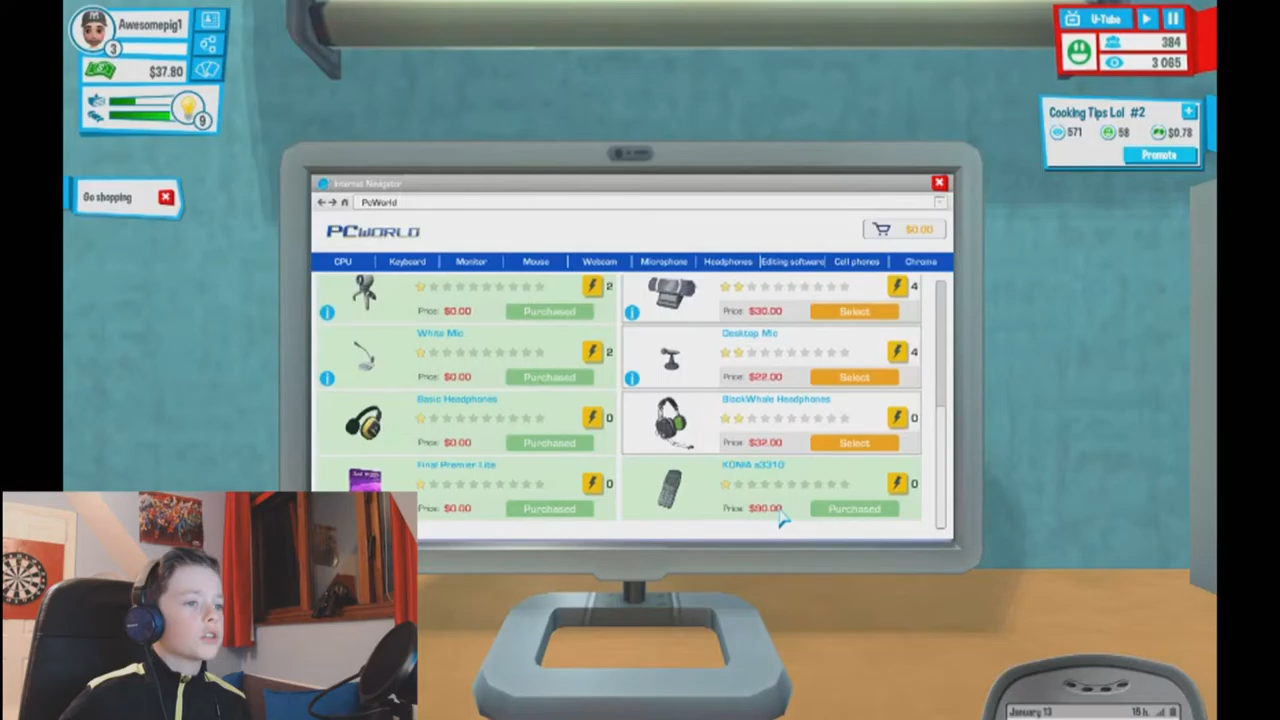 Awesomepig1
3
$37.80
9
Go shopping
U-Tube
384
3 065
Cooking Tips Lol #2
571 58 $0.78
Promote
Internet Navigator
PcWorld
PCWORLD
$0.00
CPU Keyboard Monitor Mouse Webcam Microphone Headphones Editing software Cell phones Chroma
2
Price: $0.00 Purchased
4
Price: $30.00 Select
White Mic
2
Price: $0.00 Purchased
Desktop Mic
4
Price: $22.00 Select
Basic Headphones
0
Price: $0.00 Purchased
BlackWhale Headphones
0
Price: $32.00 Select
Final Premier Lite
0
Price: $0.00 Purchased
KONIA s3310
0
Price: $90.00 Purchased
January 13 15 h.